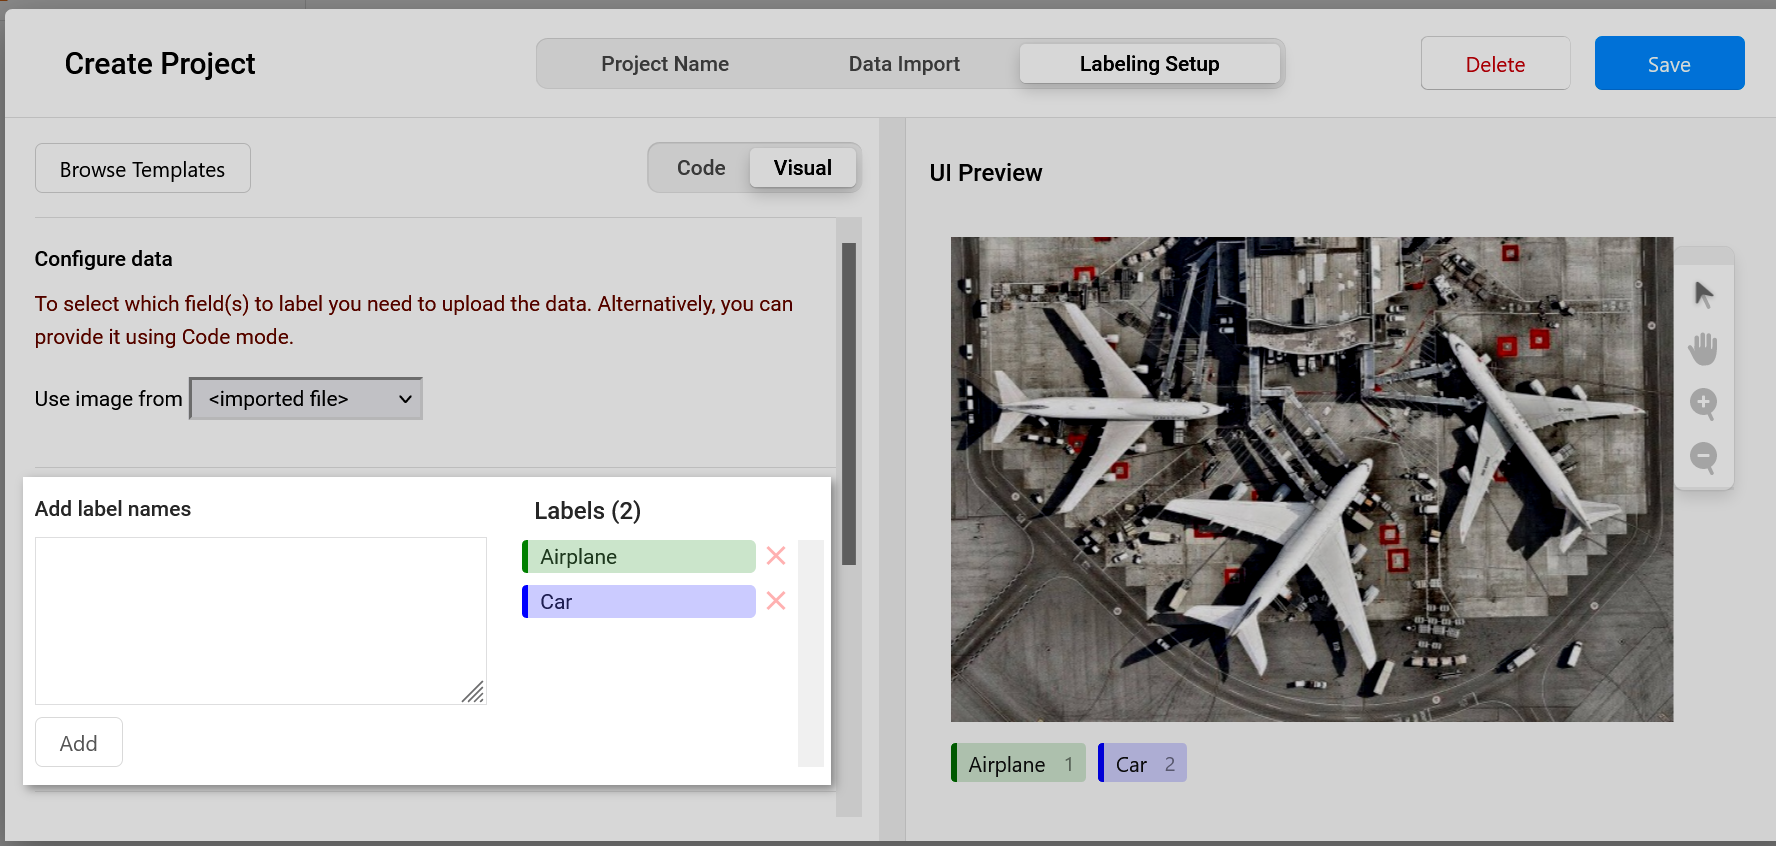 Create Project
Project Name
Data Import
Labeling Setup
Delete
Save
Browse Templates
Code
Visual
Configure data
To select which field(s) to label you need to upload the data. Alternatively, you can
provide it using Code mode.
Use image from <imported file>
Add label names
Add
Labels (2)
Airplane
Car
UI Preview
Airplane 1
Car 2